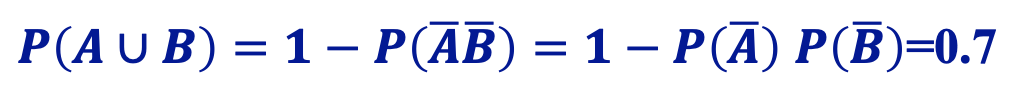 P(A ∪ B) = 1 − P(A̅B̅) = 1 − P(A̅) P(B̅)=0.7